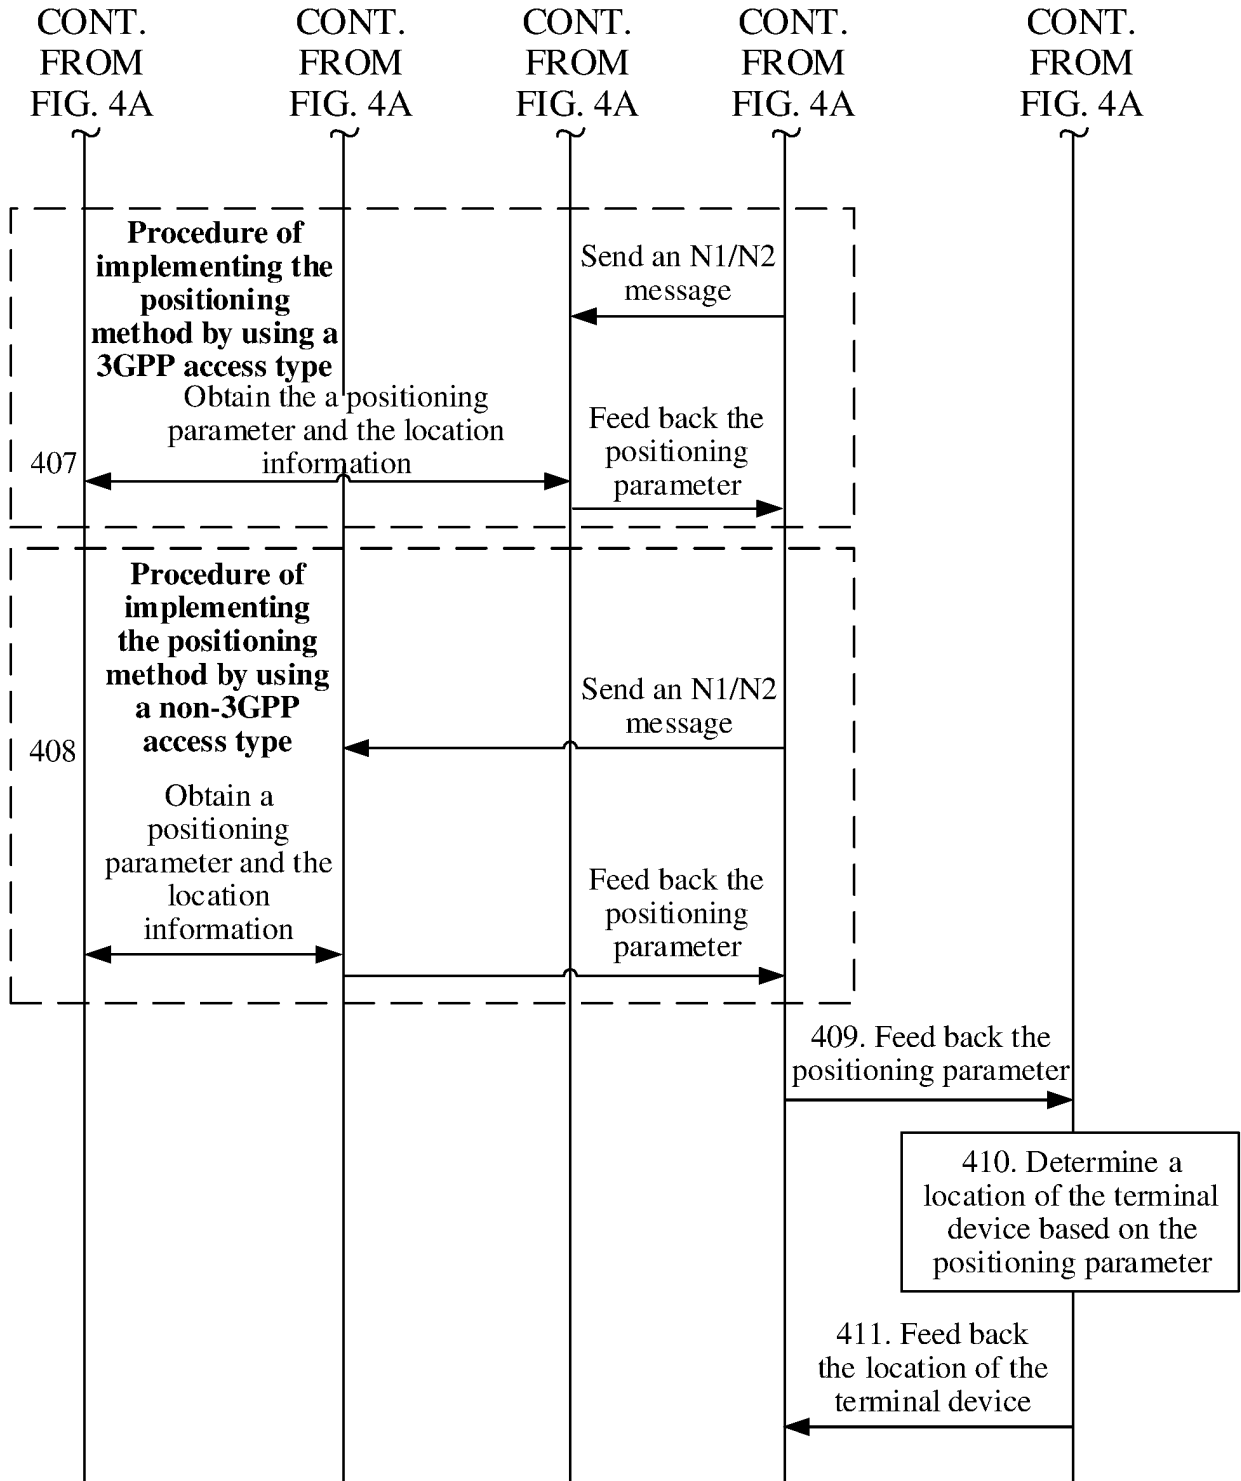 CONT.
FROM
FIG. 4A
CONT.
FROM
FIG. 4A
CONT.
FROM
FIG. 4A
CONT.
FROM
FIG. 4A
CONT.
FROM
FIG. 4A
Procedure of
implementing the
positioning
method by using a
3GPP access type
Send an N1/N2
message
Obtain the a positioning
parameter and the location
information
Feed back the
positioning
parameter
407
Procedure of
implementing
the positioning
method by using
a non-3GPP
access type
Send an N1/N2
message
408
Obtain a
positioning
parameter and the
location
information
Feed back the
positioning
parameter
409. Feed back the
positioning parameter
410. Determine a
location of the terminal
device based on the
positioning parameter
411. Feed back
the location of the
terminal device